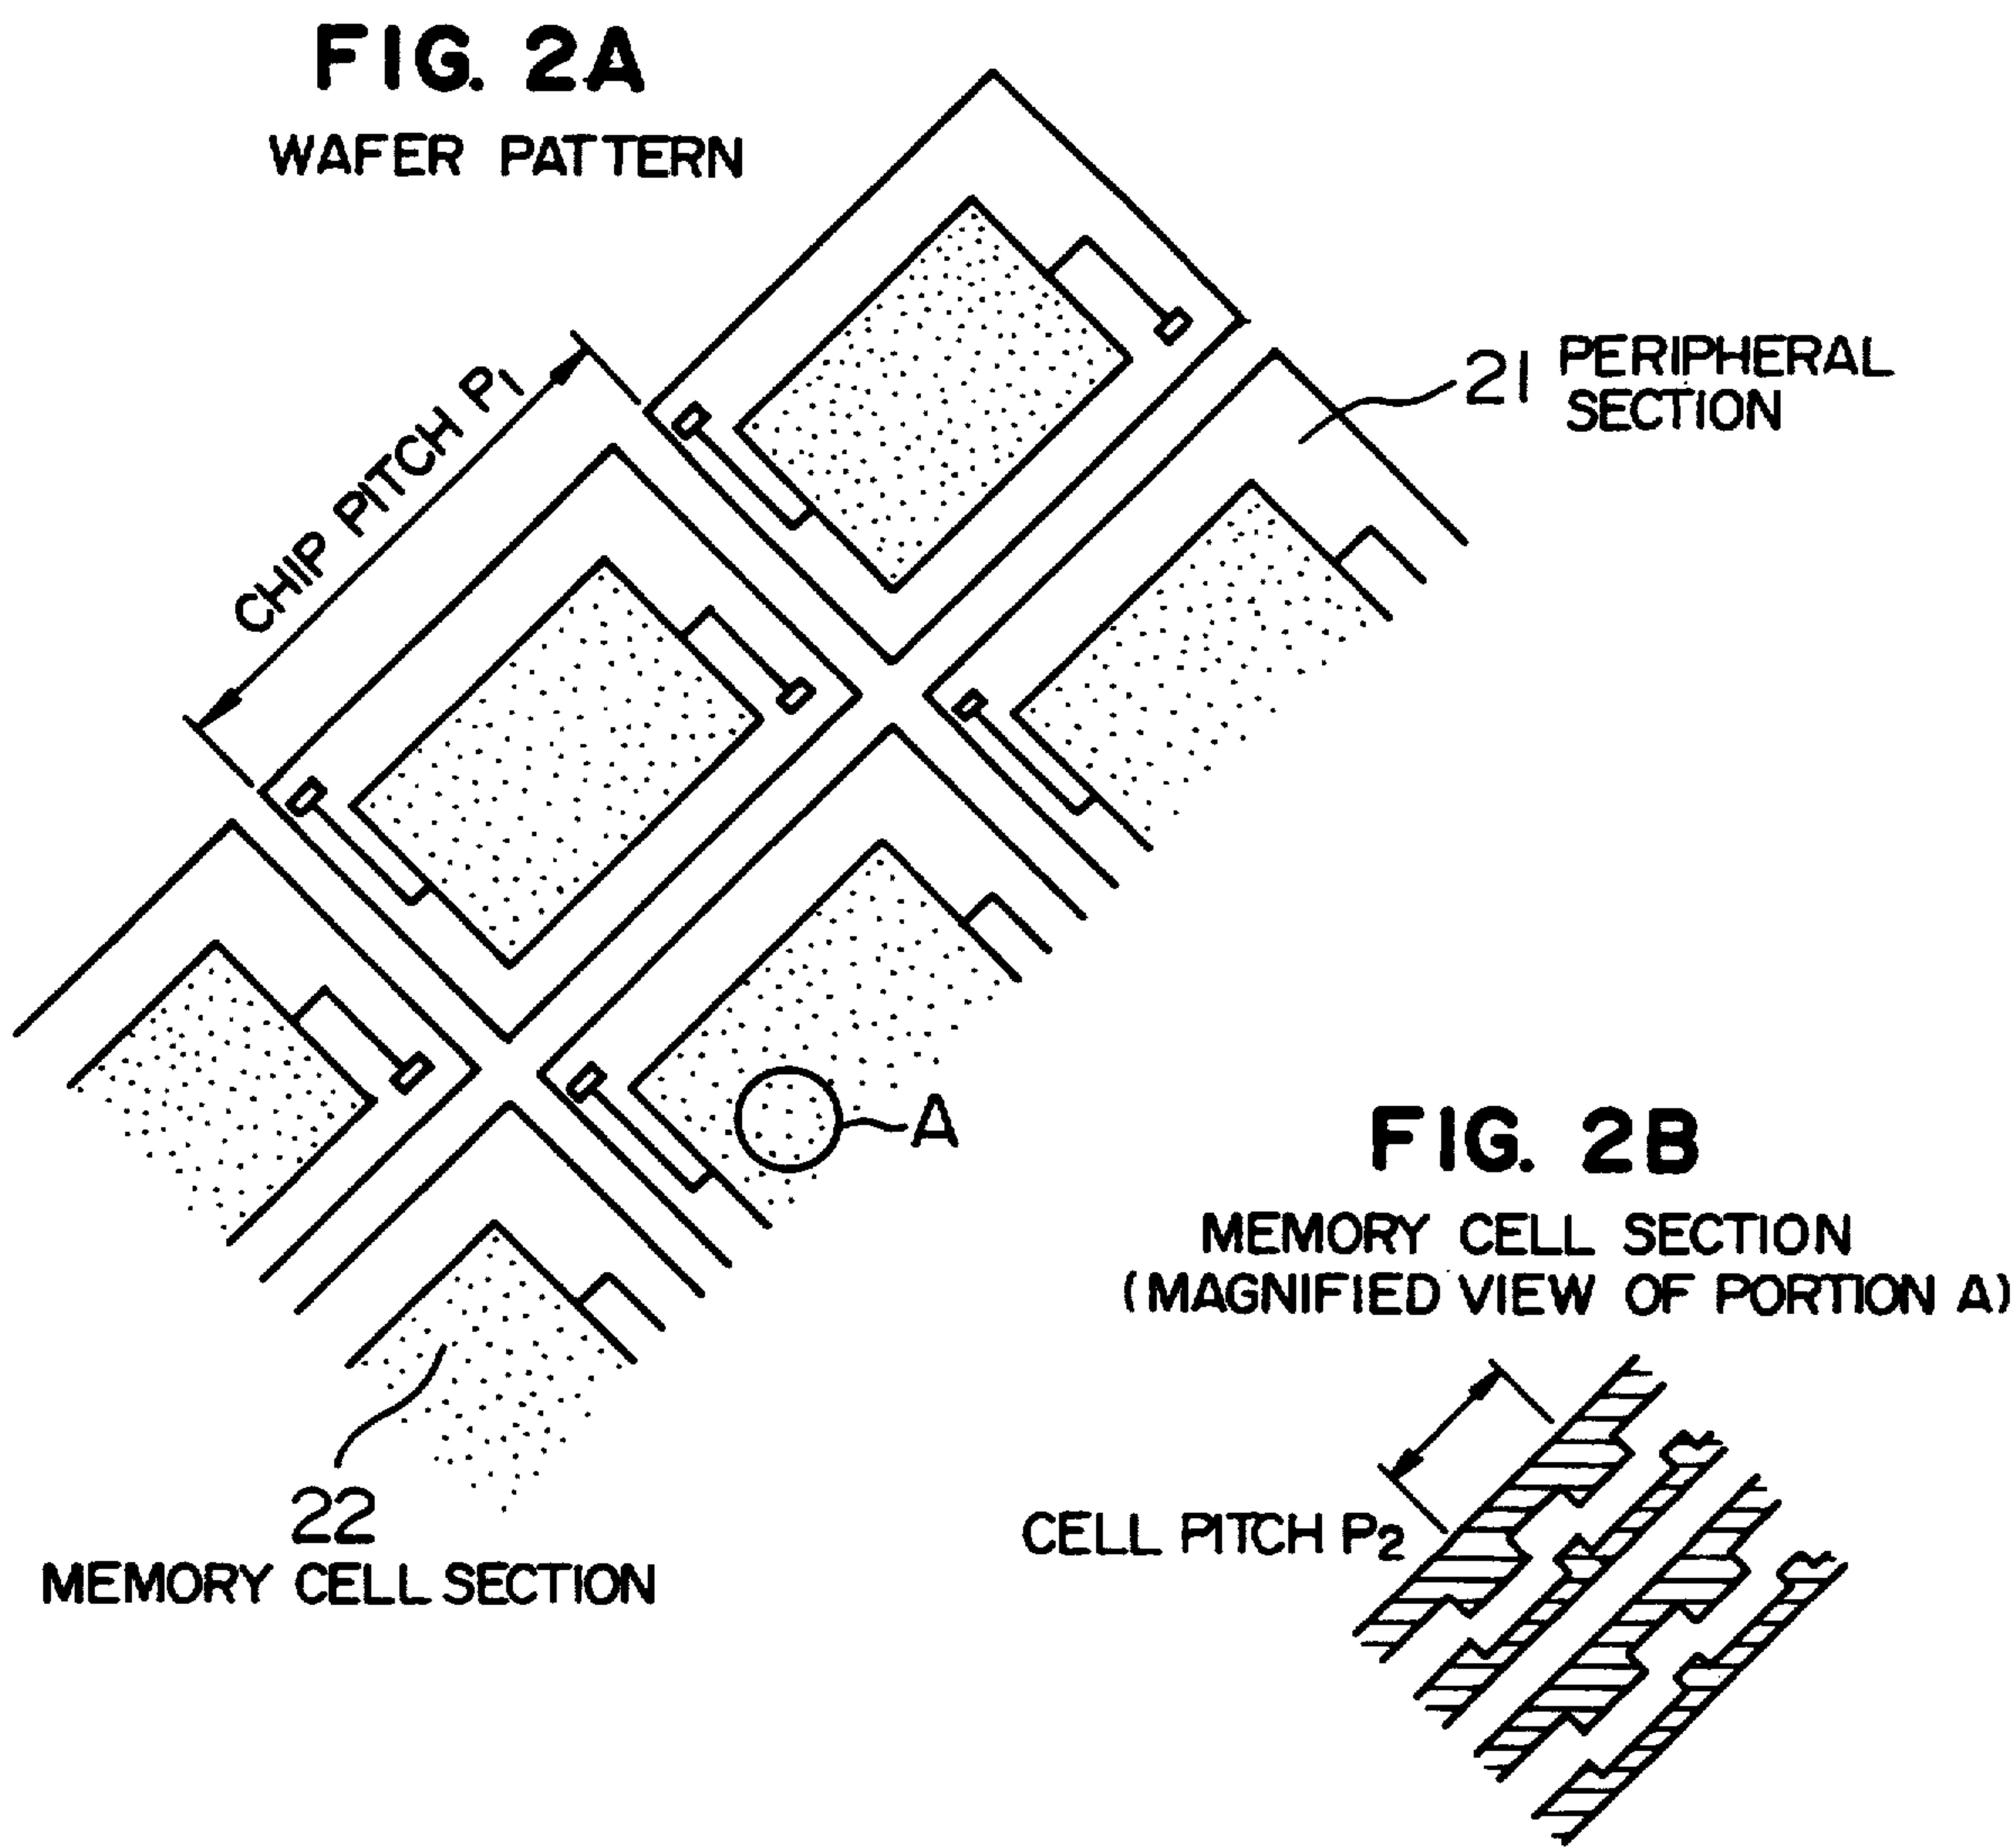 FIG. 2A
WAFER PATTERN
CHIP PITCH P1
21 PERIPHERAL
SECTION
A
22
MEMORY CELL SECTION
FIG. 2B
MEMORY CELL SECTION
(MAGNIFIED VIEW OF PORTION A)
CELL PITCH P2